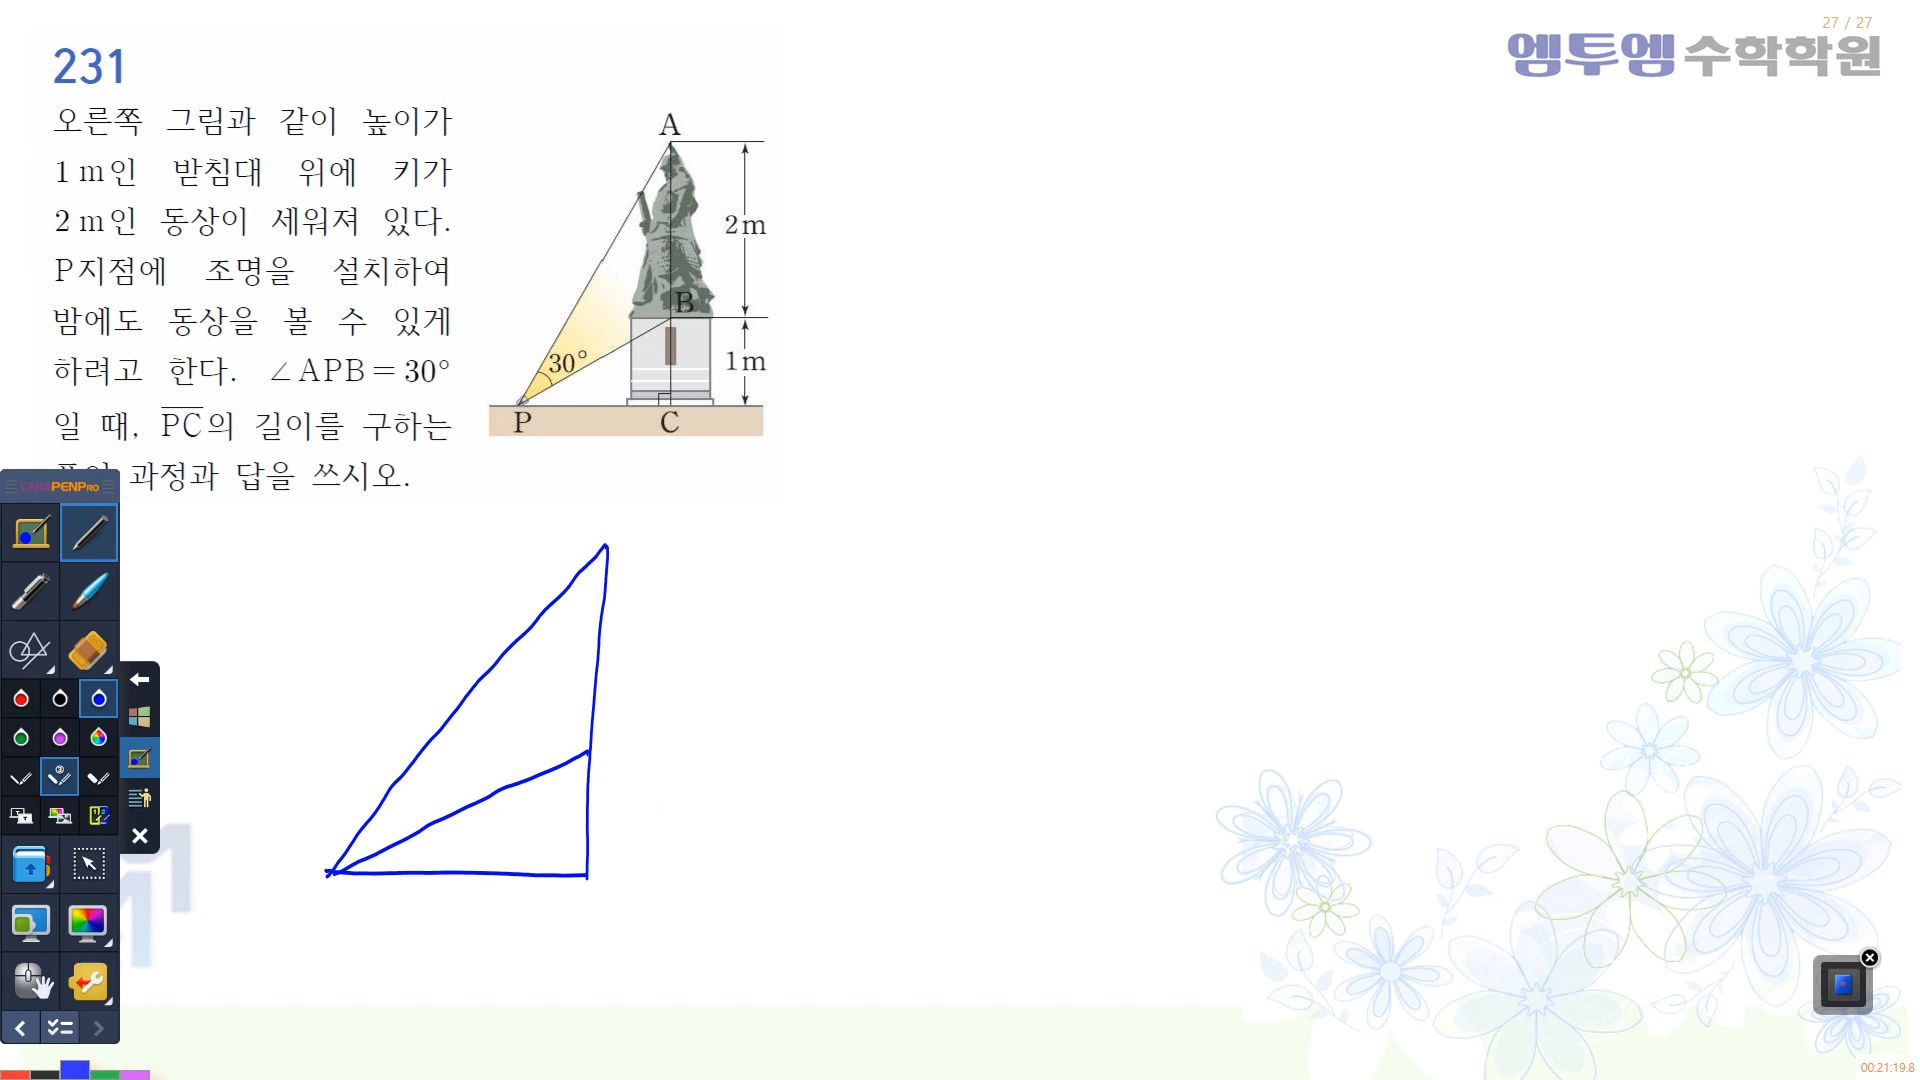 27 / 27
엠투엠 수학학원
231
오른쪽 그림과 같이 높이가
1 m인 받침대 위에 키가
2 m인 동상이 세워져 있다.
P지점에 조명을 설치하여
밤에도 동상을 볼 수 있게
하려고 한다. ∠APB=30°
일 때, \overline{PC}의 길이를 구하는
과정과 답을 쓰시오.
A
2m
B
30°
1m
P
C
CARAPENPRO
00:21:19.8